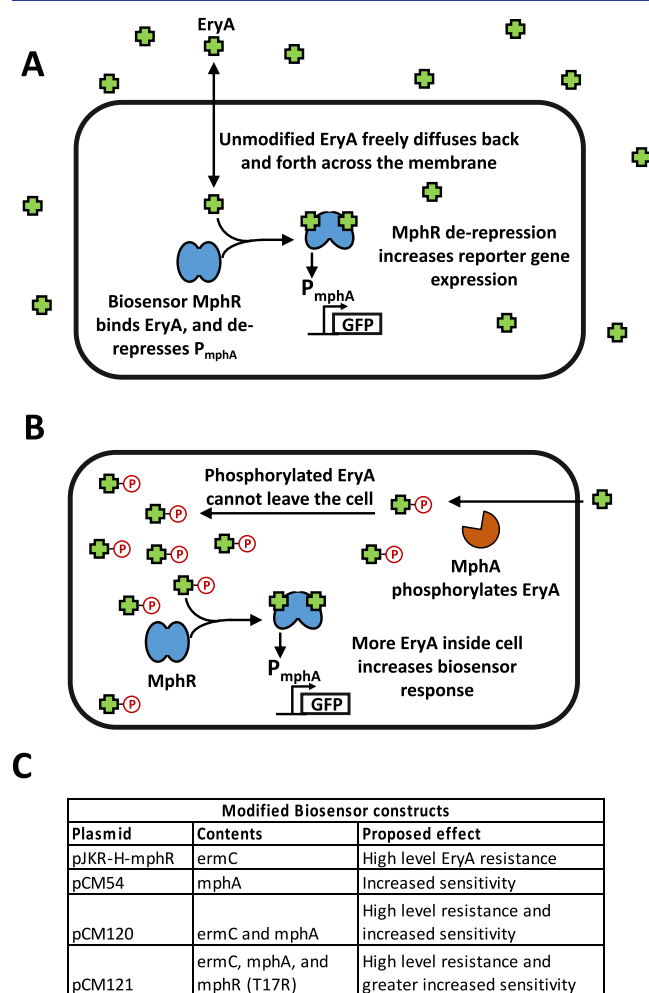 EryA
A
Unmodified EryA freely diffuses back
and forth across the membrane
MphR de-repression
increases reporter gene
expression
PmphA
GFP
Biosensor MphR
binds EryA, and de-
represses PmphA
B
Phosphorylated EryA
cannot leave the cell
P
P
P
P
P
P
P
P
P
P
MphA
phosphorylates EryA
MphR
PmphA
GFP
More EryA inside cell
increases biosensor
response
C
Modified Biosensor constructs
Plasmid Contents Proposed effect
pJKR-H-mphR ermC High level EryA resistance
pCM54 mphA Increased sensitivity
High level resistance and
pCM120 ermC and mphA increased sensitivity
ermC, mphA, and High level resistance and
pCM121 mphR (T17R) greater increased sensitivity